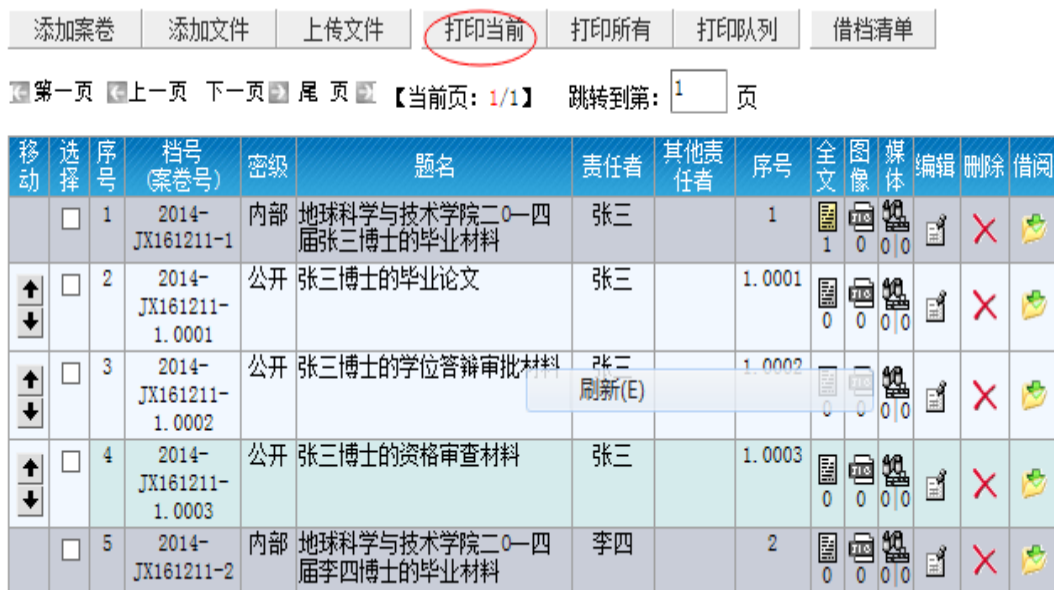 添加案卷 添加文件 上传文件 打印当前 打印所有 打印队列 借档清单
第一页 上一页 下一页 尾 页 【当前页: 1/1】 跳转到第: 1 页
移动 选择 序号 档号(案卷号) 密级 题名 责任者 其他责任者 序号 全文 图像 媒体 编辑 删除 借阅
1 2014- 内部 地球科学与技术学院二0一四 张三 1
JX161211-1 届张三博士的毕业材料 1 0 0|0
2 2014- 公开 张三博士的毕业论文 张三 1.0001
JX161211-
1.0001 0 0 0|0
3 2014- 公开 张三博士的学位答辩审批材料 张三 1.0002
JX161211- 刷新(E)
1.0002 0 0 0|0
4 2014- 公开 张三博士的资格审查材料 张三 1.0003
JX161211-
1.0003 0 0 0|0
5 2014- 内部 地球科学与技术学院二0一四 李四 2
JX161211-2 届李四博士的毕业材料 0 0 0|0